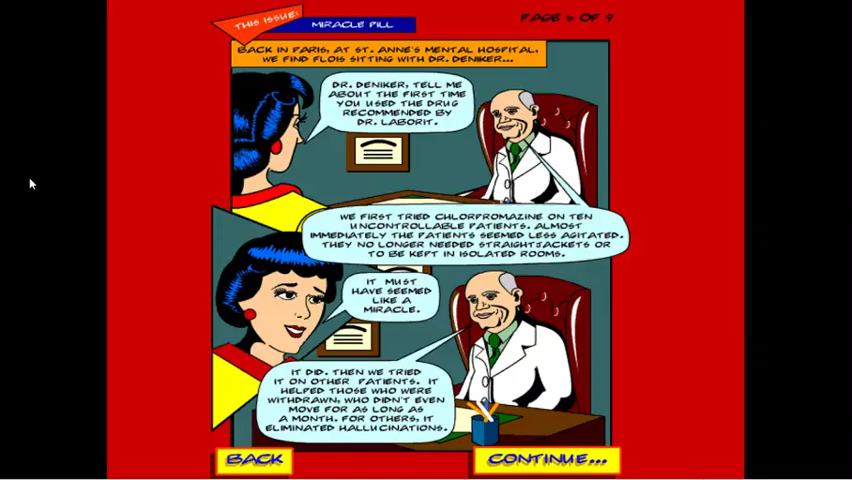 THIS ISSUE:
MIRACLE PILL
PAGE 6 OF 9
BACK IN PARIS, AT ST. ANNE'S MENTAL HOSPITAL,
WE FIND FLOIS SITTING WITH DR. DENIKER...
DR. DENIKER, TELL ME
ABOUT THE FIRST TIME
YOU USED THE DRUG
RECOMMENDED BY
DR. LABORIT.
WE FIRST TRIED CHLORPROMAZINE ON TEN
UNCONTROLLABLE PATIENTS. ALMOST
IMMEDIATELY THE PATIENTS SEEMED LESS AGITATED.
THEY NO LONGER NEEDED STRAIGHTJACKETS OR
TO BE KEPT IN ISOLATED ROOMS.
IT MUST
HAVE SEEMED
LIKE A
MIRACLE.
IT DID. THEN WE TRIED
IT ON OTHER PATIENTS. IT
HELPED THOSE WHO WERE
WITHDRAWN, WHO DIDN'T EVEN
MOVE FOR AS LONG AS
A MONTH. FOR OTHERS, IT
ELIMINATED HALLUCINATIONS.
BACK
CONTINUE...